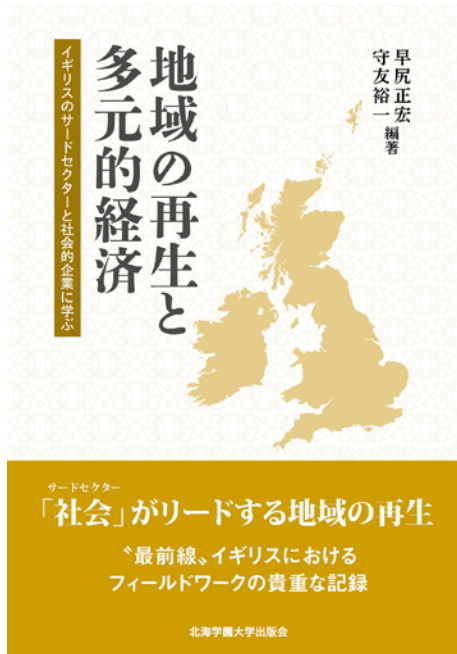 早尻正宏
守友裕一 編著
地域の再生と
多元的経済
イギリスのサードセクターと社会的企業に学ぶ
サードセクター
「社会」がリードする地域の再生
〝最前線〟イギリスにおける
フィールドワークの貴重な記録
北海学園大学出版会